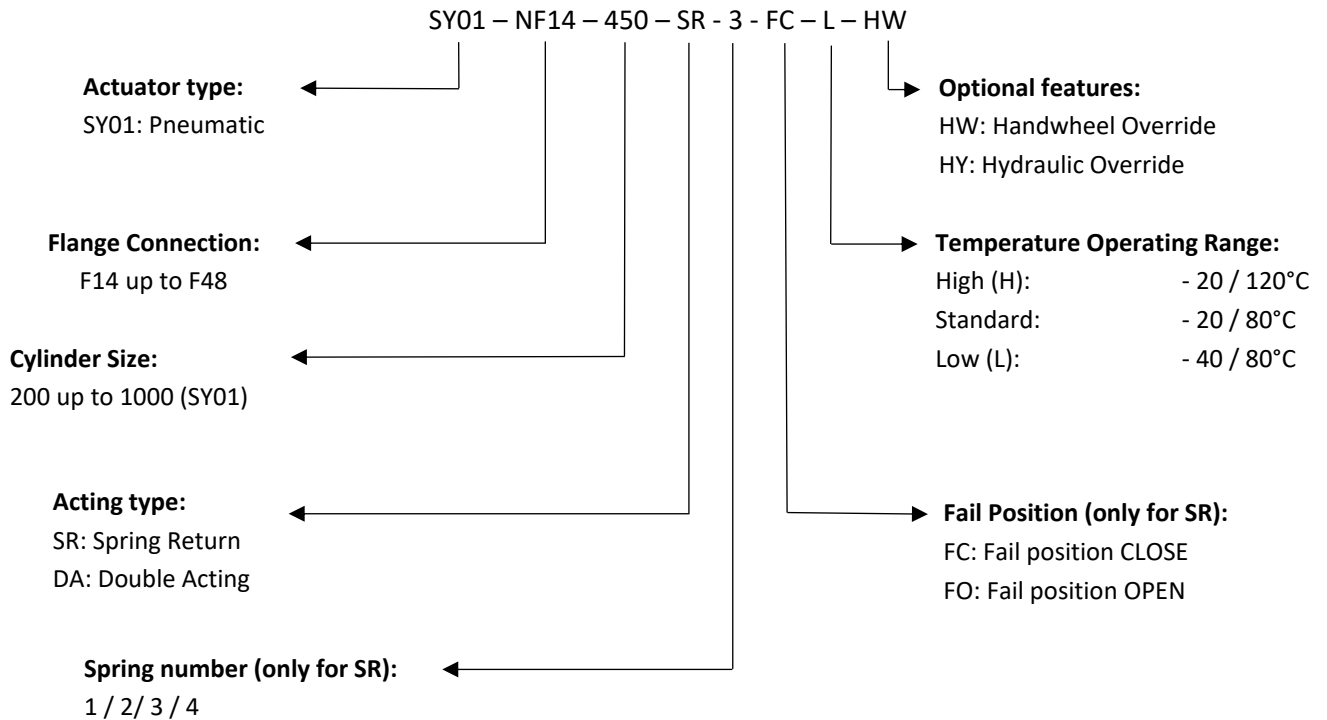 SY01 – NF14 – 450 – SR - 3 - FC – L – HW
Actuator type:
SY01: Pneumatic
Optional features:
HW: Handwheel Override
HY: Hydraulic Override
Flange Connection:
F14 up to F48
Temperature Operating Range:
High (H): - 20 / 120°C
Standard: - 20 / 80°C
Low (L): - 40 / 80°C
Cylinder Size:
200 up to 1000 (SY01)
Acting type:
SR: Spring Return
DA: Double Acting
Fail Position (only for SR):
FC: Fail position CLOSE
FO: Fail position OPEN
Spring number (only for SR):
1 / 2/ 3 / 4